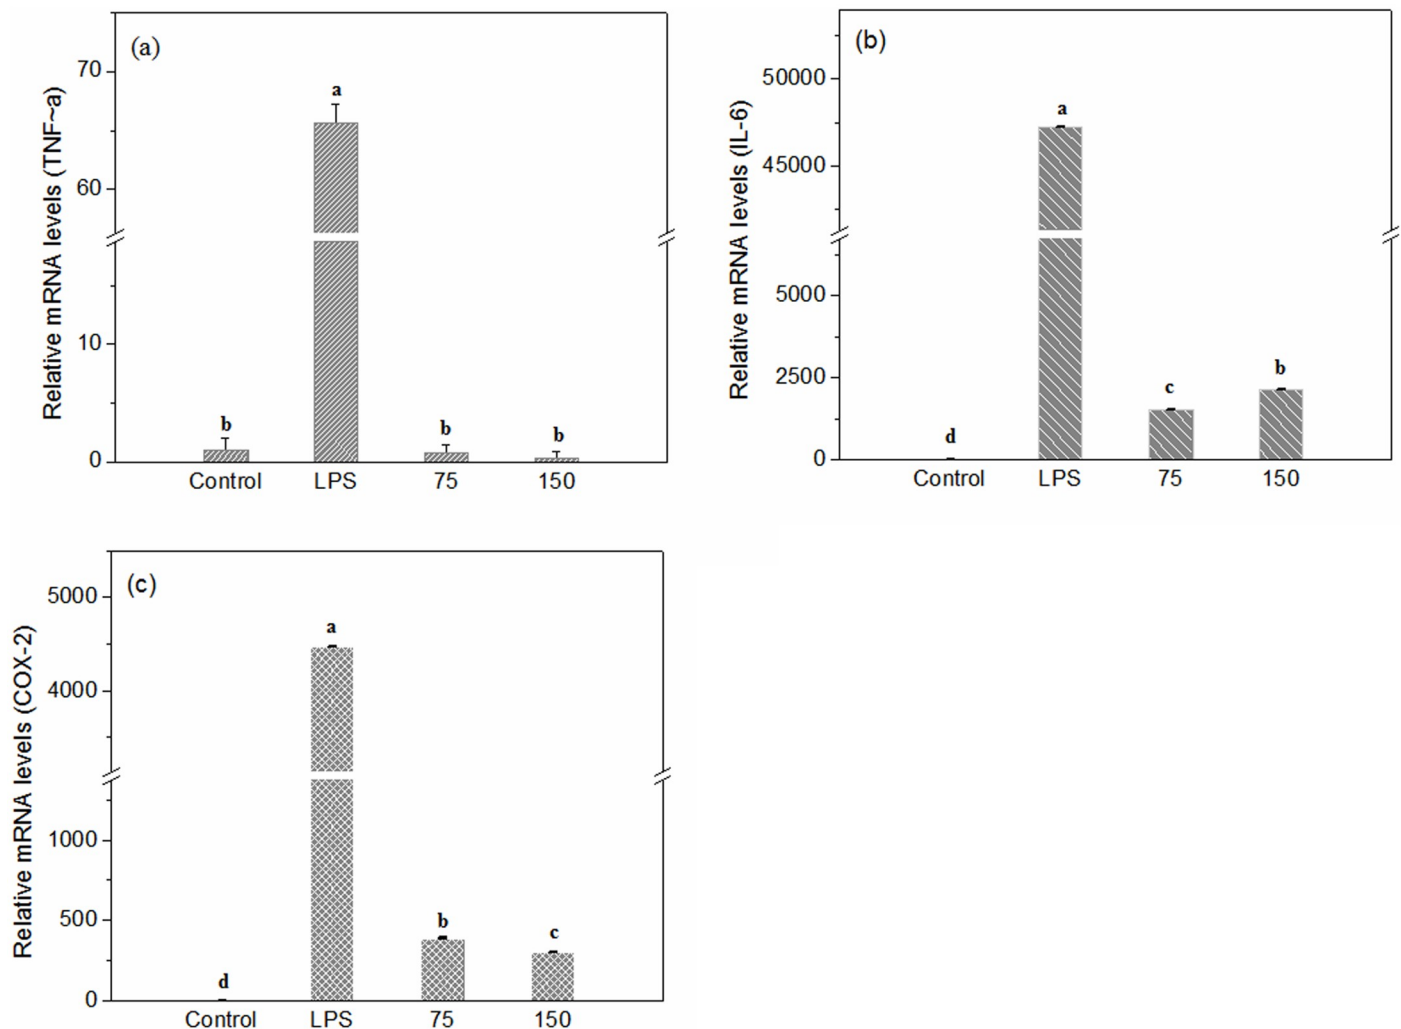 (a)
Relative mRNA levels (TNF~a)
70
60
10
0
a
b
b
b
Control LPS 75 150
(b)
Relative mRNA levels (IL-6)
50000
45000
5000
2500
0
a
b
c
d
Control LPS 75 150
(c)
Relative mRNA levels (COX-2)
5000
4000
1000
500
0
a
b
c
d
Control LPS 75 150